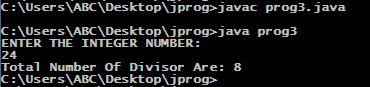 C:\Users\ABC\Desktop\jprog>javac prog3.java
C:\Users\ABC\Desktop\jprog>java prog3
ENTER THE INTEGER NUMBER:
24
Total Number Of Divisor Are: 8
C:\Users\ABC\Desktop\jprog>